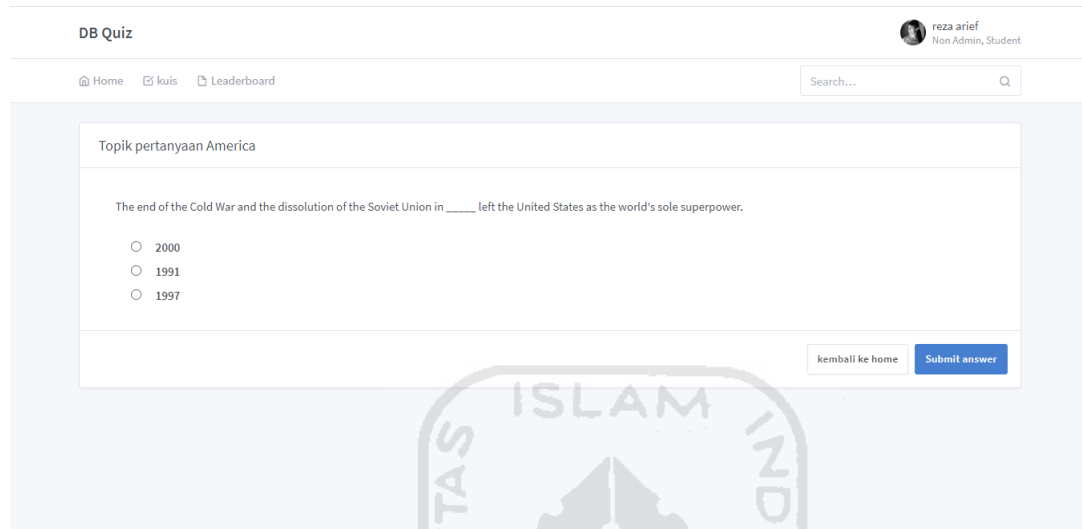 DB Quiz
reza arief
Non Admin, Student
Home kuis Leaderboard
Search...
Topik pertanyaan America
The end of the Cold War and the dissolution of the Soviet Union in _____ left the United States as the world's sole superpower.
2000
1991
1997
kembali ke home
Submit answer
ISLAM
TAS
IND